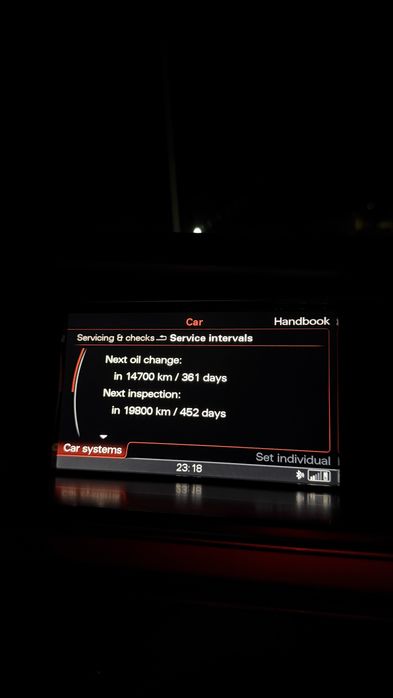 Car
Handbook
Servicing & checks Service intervals
Next oil change:
in 14700 km / 361 days
Next inspection:
in 19800 km / 452 days
Car systems
Set individual
23:18